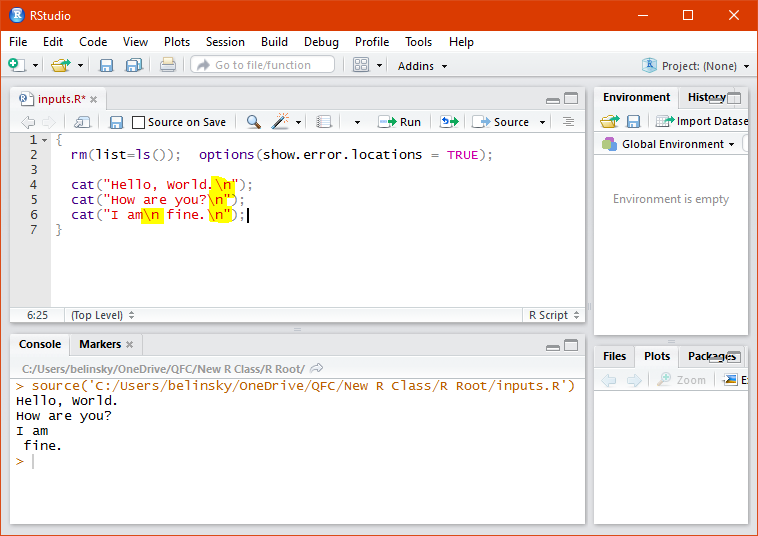 RStudio
File Edit Code View Plots Session Build Debug Profile Tools Help
Go to file/function Addins Project: (None)
inputs.R*
Source on Save Run Source
1 {
2 rm(list=ls()); options(show.error.locations = TRUE);
3
4 cat("Hello, World.\n");
5 cat("How are you?\n");
6 cat("I am\n fine.\n");
7 }
6:25 (Top Level) R Script
Console Markers
C:/Users/belinsky/OneDrive/QFC/New R Class/R Root/
> source('C:/Users/belinsky/OneDrive/QFC/New R Class/R Root/inputs.R')
Hello, World.
How are you?
I am
 fine.
>
Environment History
Import Datase
Global Environment
Environment is empty
Files Plots Packages
Zoom Ex